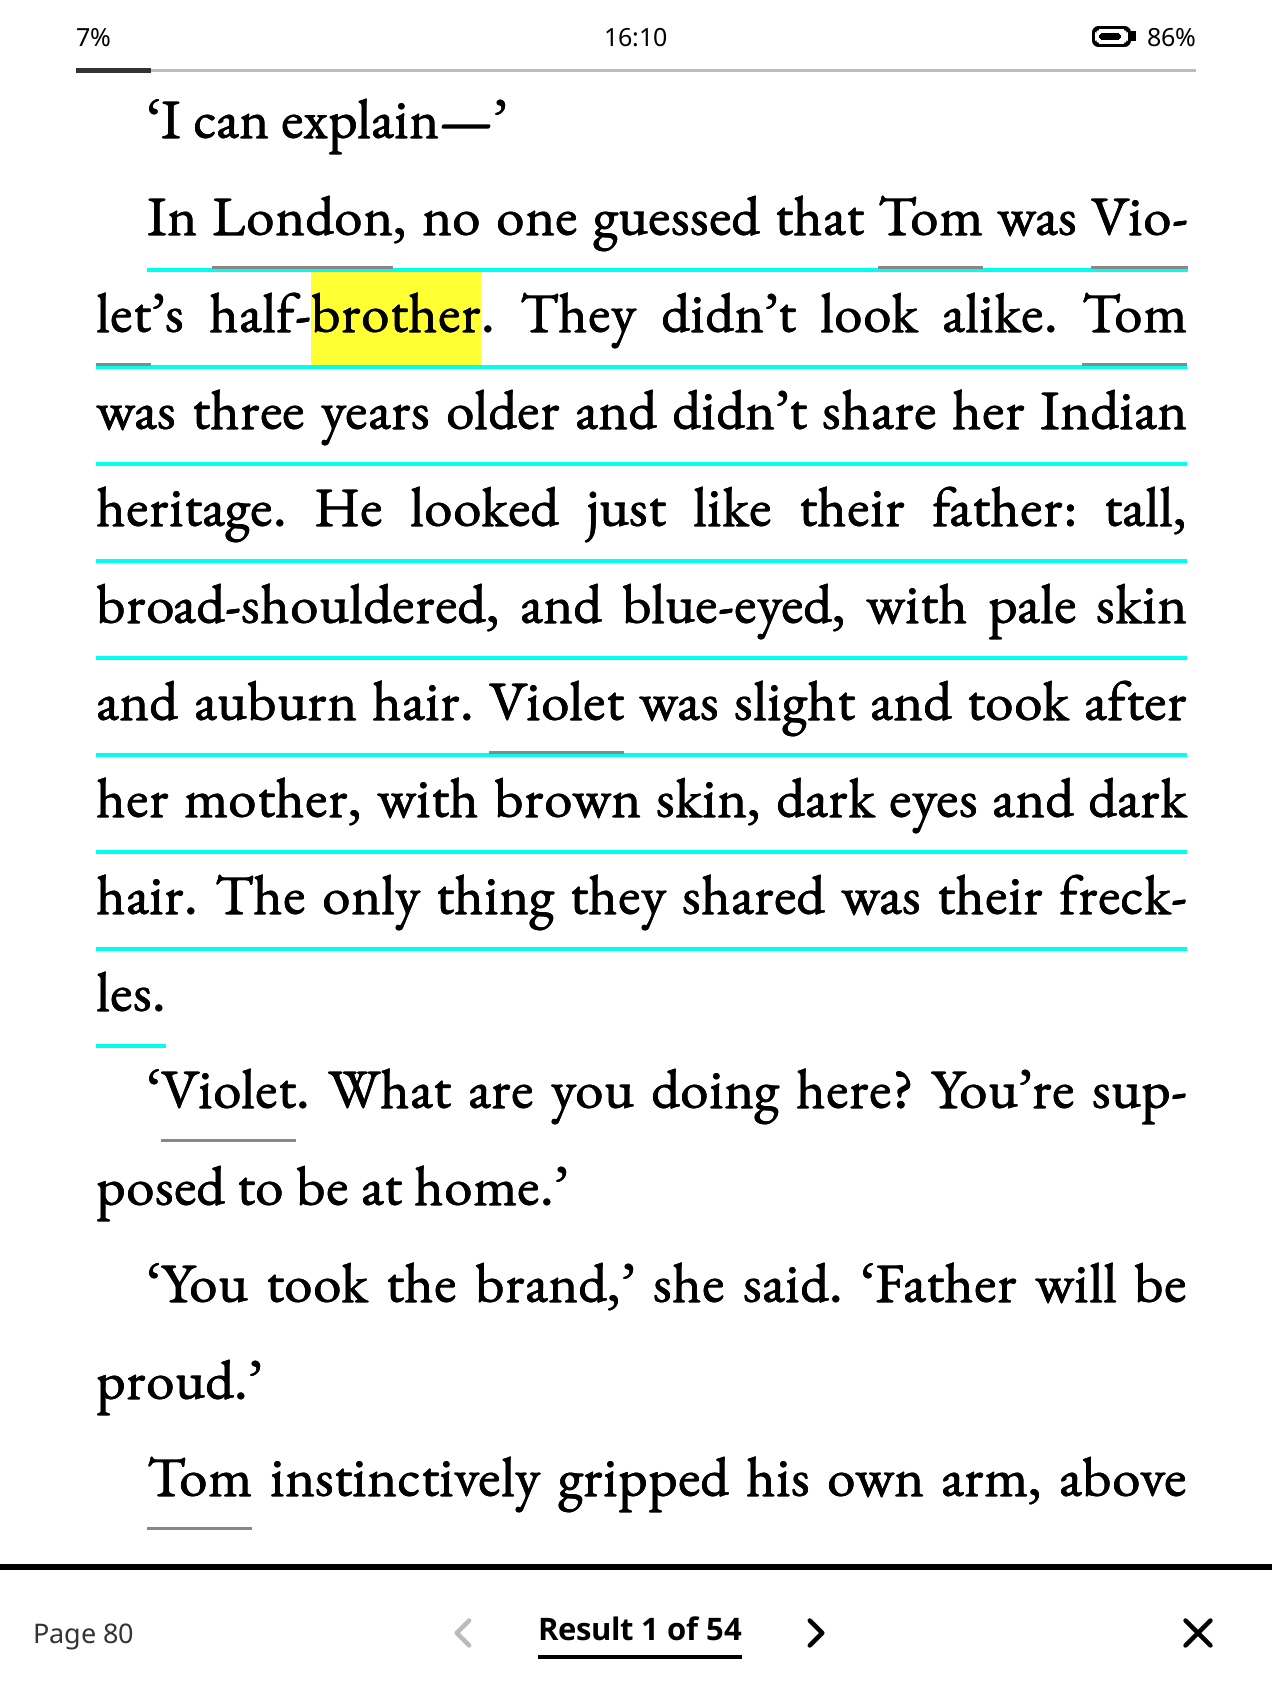 7%
16:10
86%
‘I can explain—’
In London, no one guessed that Tom was Vio-
let’s half-brother. They didn’t look alike. Tom
was three years older and didn’t share her Indian
heritage. He looked just like their father: tall,
broad-shouldered, and blue-eyed, with pale skin
and auburn hair. Violet was slight and took after
her mother, with brown skin, dark eyes and dark
hair. The only thing they shared was their freck-
les.
‘Violet. What are you doing here? You’re sup-
posed to be at home.’
‘You took the brand,’ she said. ‘Father will be
proud.’
Tom instinctively gripped his own arm, above
Page 80
Result 1 of 54